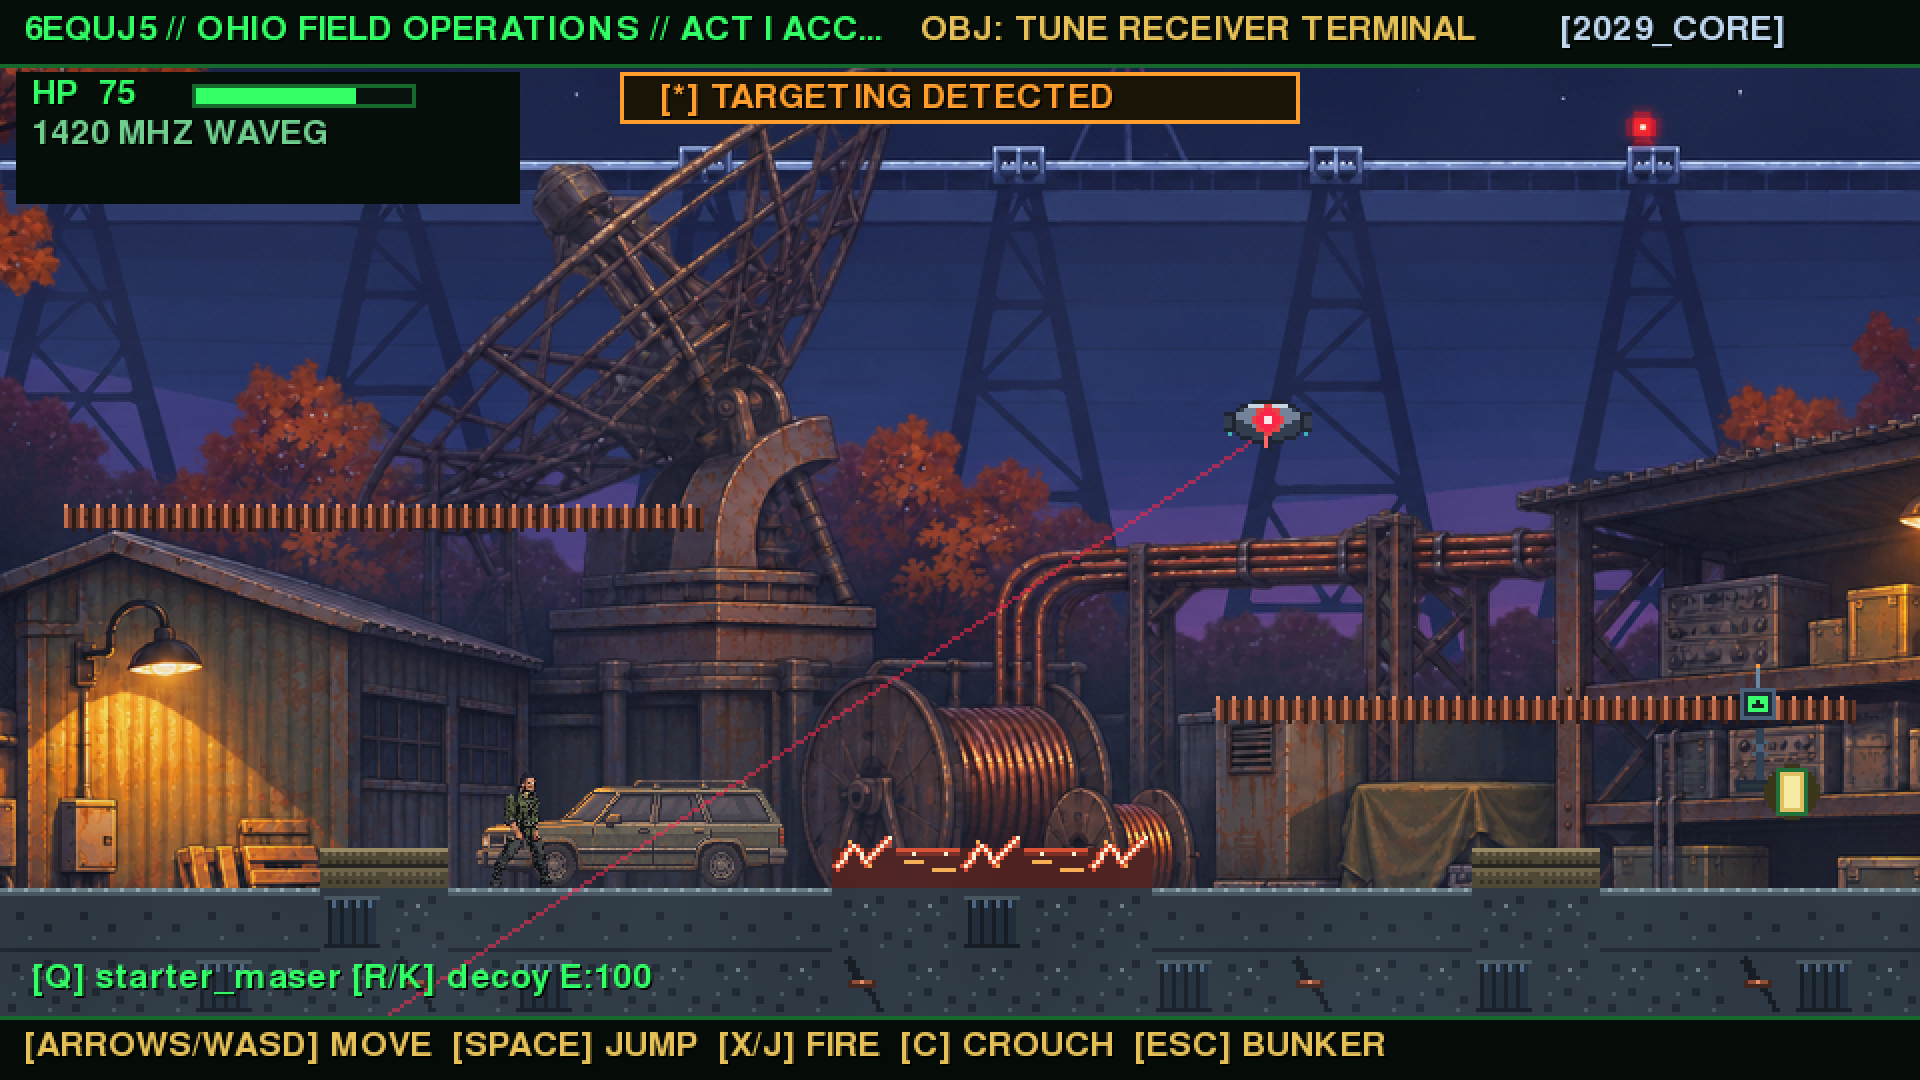 6EQUJ5 // OHIO FIELD OPERATIONS // ACT I ACC... OBJ: TUNE RECEIVER TERMINAL [2029_CORE]
HP 75 [*] TARGETING DETECTED
1420 MHZ WAVEG
[Q] starter_maser [R/K] decoy E:100
[ARROWS/WASD] MOVE [SPACE] JUMP [X/J] FIRE [C] CROUCH [ESC] BUNKER